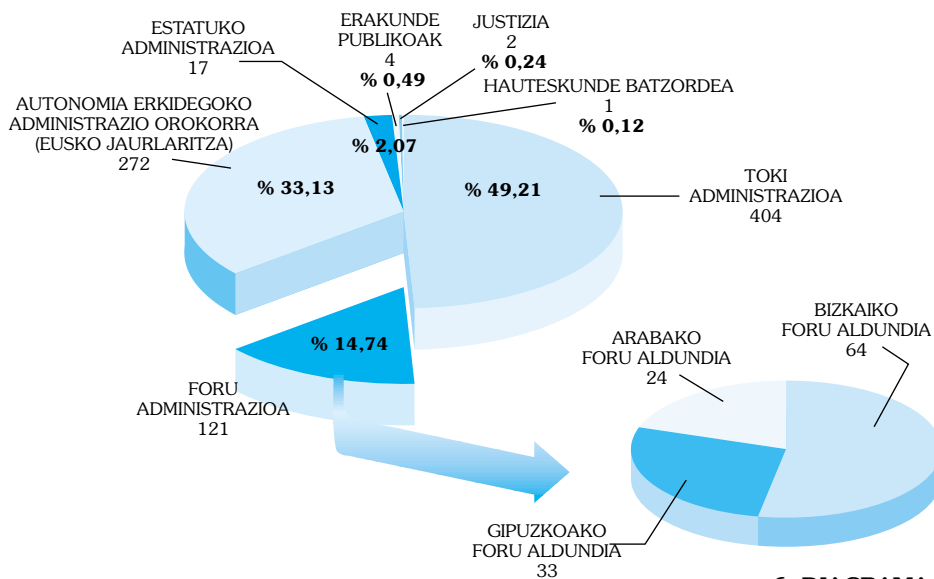 ESTATUKO
ADMINISTRAZIOA
17
ERAKUNDE
PUBLIKOAK
4
% 0,49
JUSTIZIA
2
% 0,24
HAUTESKUNDE BATZORDEA
1
% 0,12
AUTONOMIA ERKIDEGOKO
ADMINISTRAZIO OROKORRA
(EUSKO JAURLARITZA)
272
% 2,07
% 33,13
% 49,21
TOKI
ADMINISTRAZIOA
404
% 14,74
FORU
ADMINISTRAZIOA
121
ARABAKO
FORU ALDUNDIA
24
BIZKAIKO
FORU ALDUNDIA
64
GIPUZKOAKO
FORU ALDUNDIA
33
6. DIAGRAMA